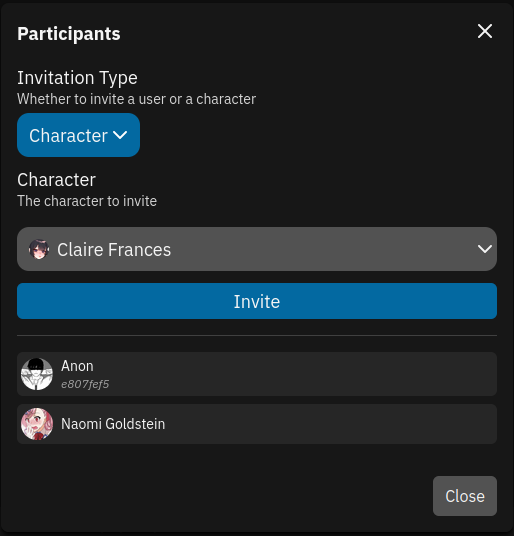 Participants
Invitation Type
Whether to invite a user or a character
Character
Character
The character to invite
Claire Frances
Invite
Anon
e807fef5
Naomi Goldstein
Close